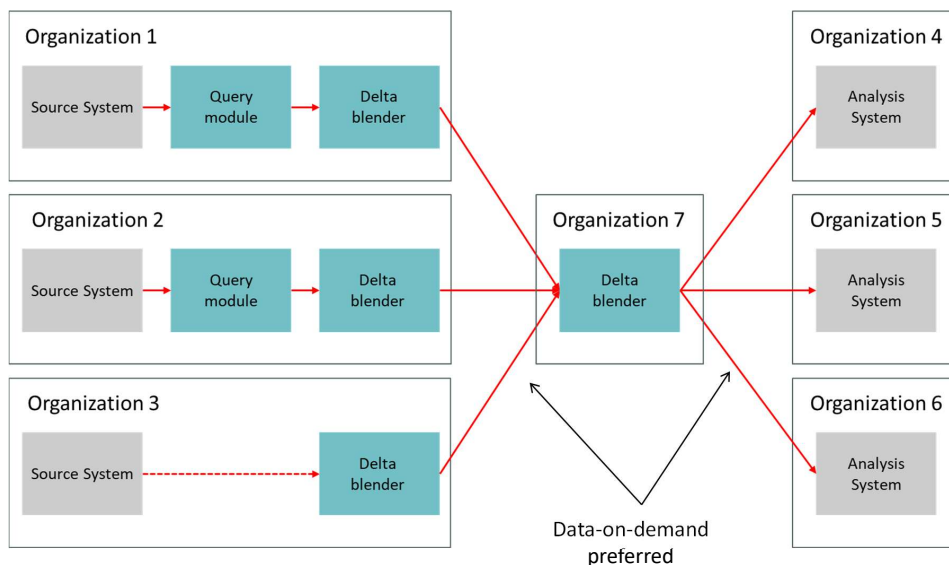 Organization 1
Source System
Query
module
Delta
blender
Organization 2
Source System
Query
module
Delta
blender
Organization 3
Source System
Delta
blender
Organization 7
Delta
blender
Data-on-demand
preferred
Organization 4
Analysis
System
Organization 5
Analysis
System
Organization 6
Analysis
System